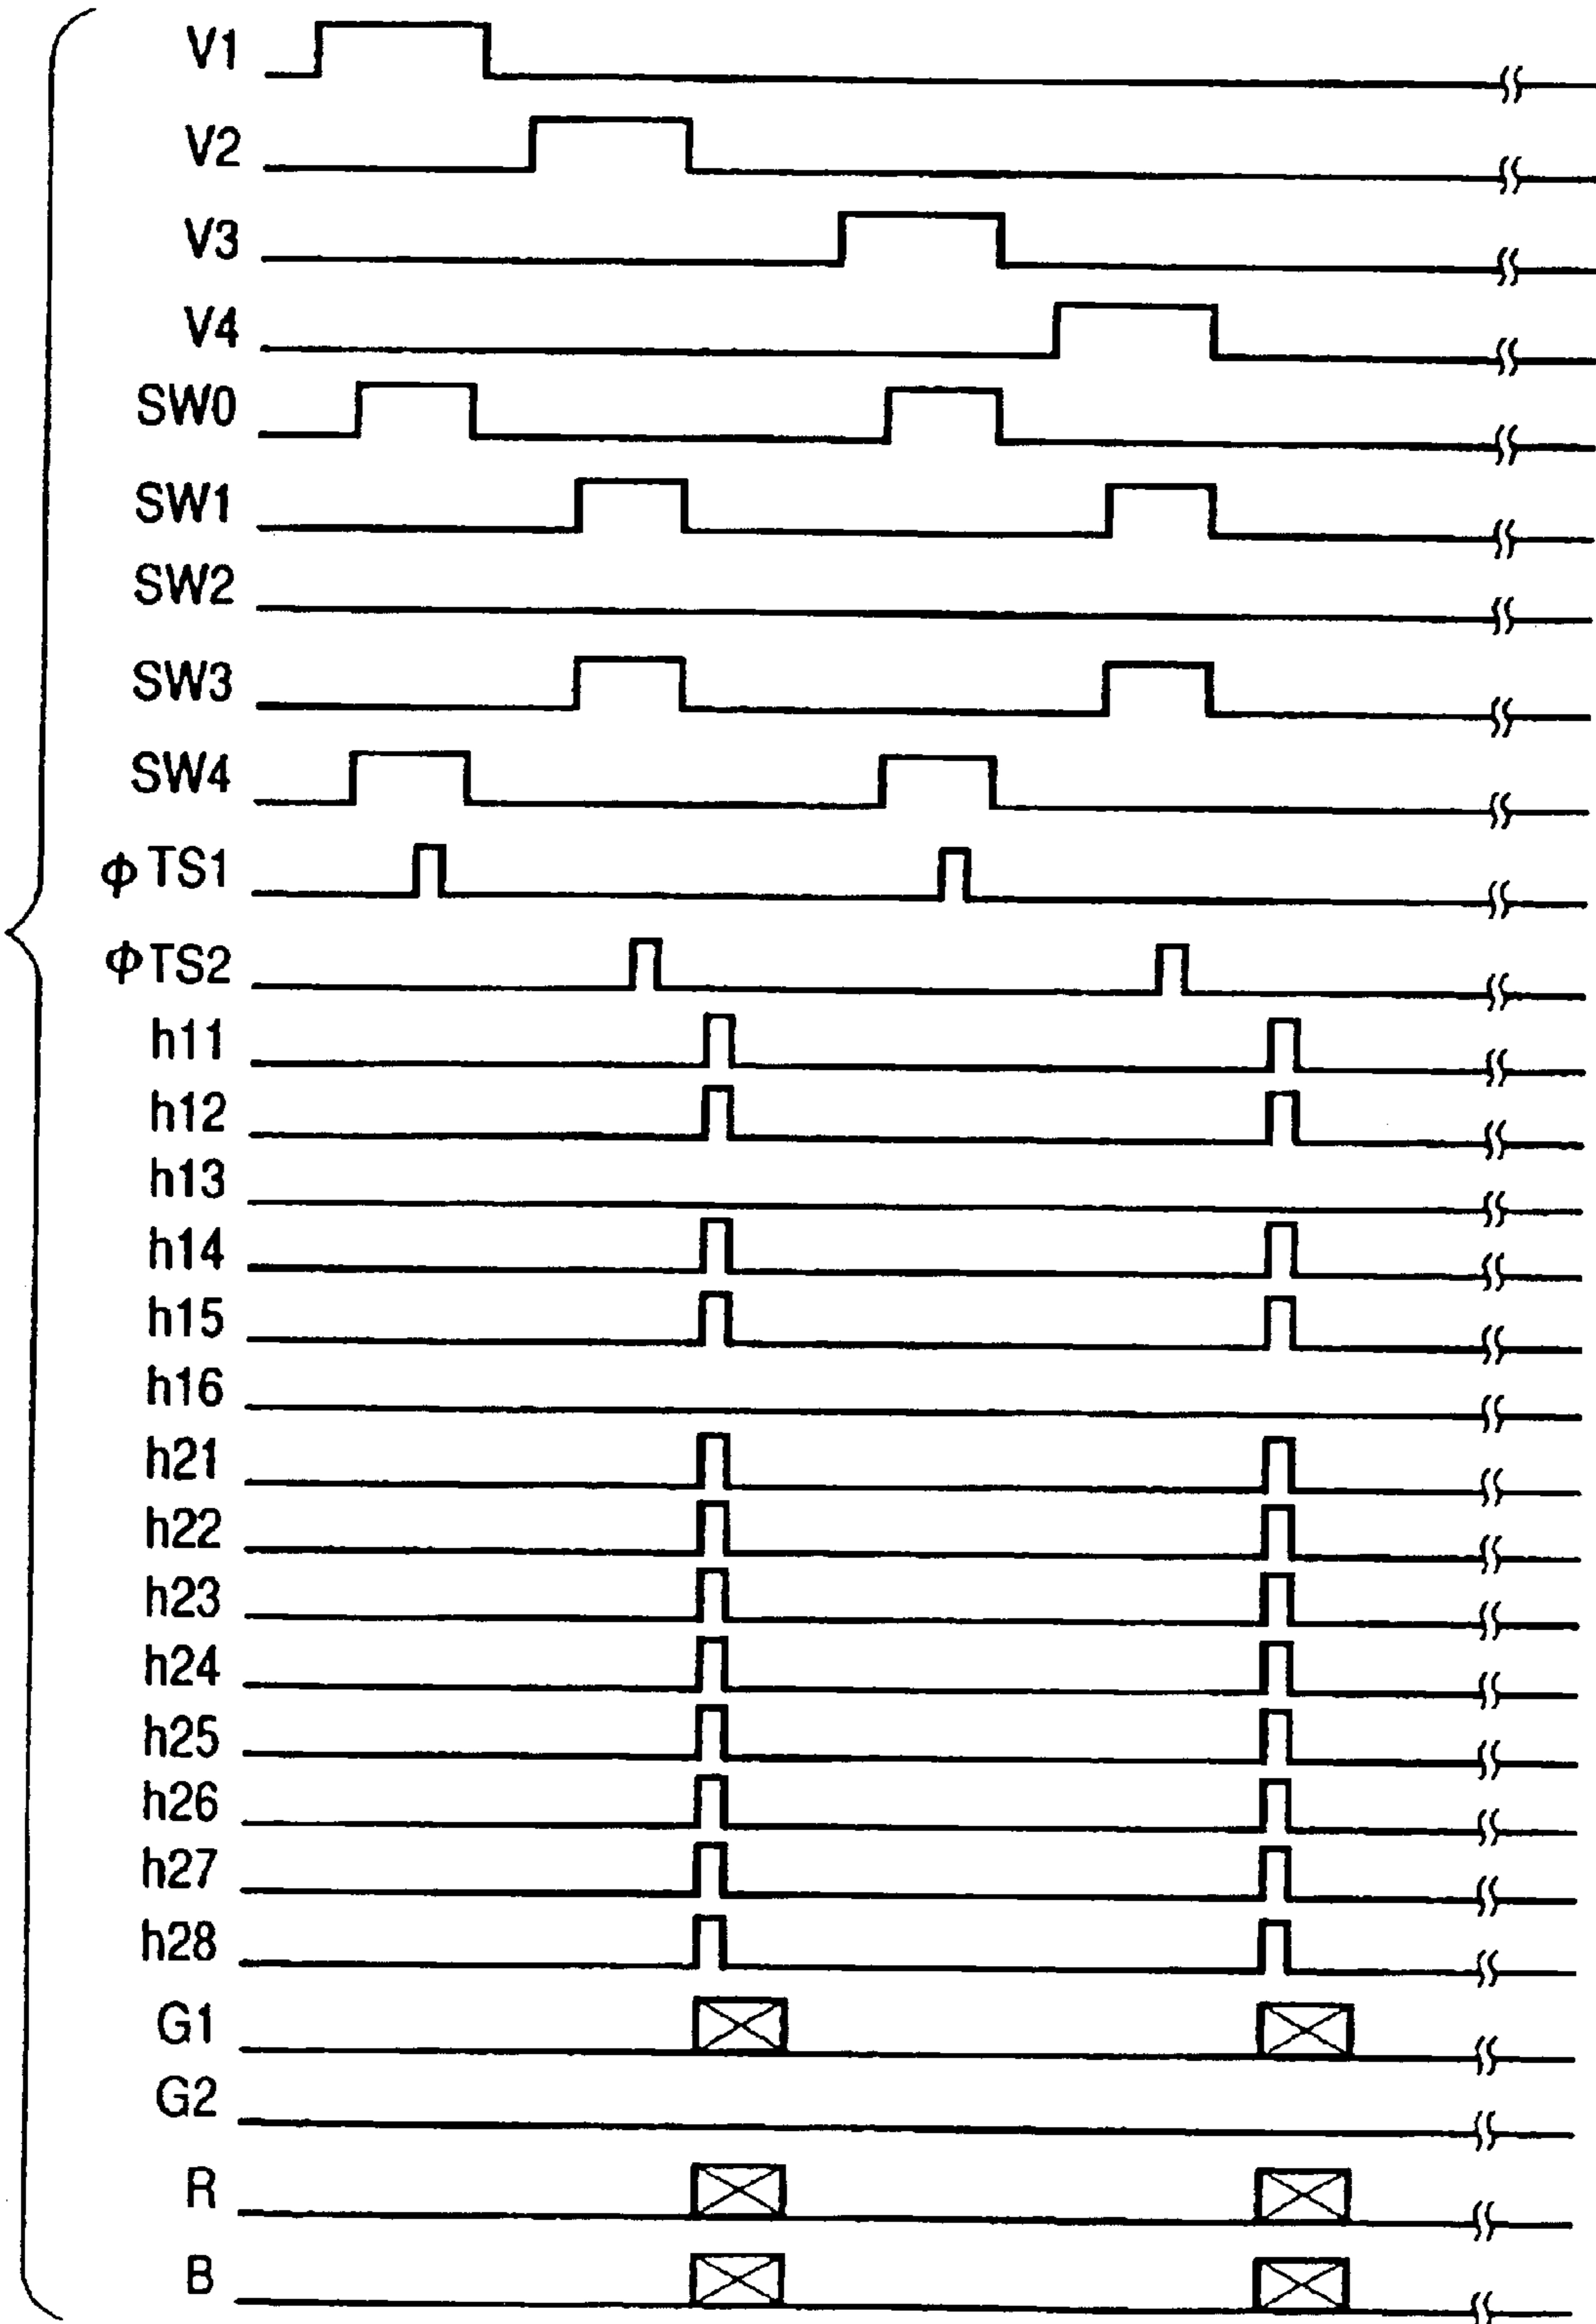 V1
V2
V3
V4
SW0
SW1
SW2
SW3
SW4
ϕTS1
ϕTS2
h11
h12
h13
h14
h15
h16
h21
h22
h23
h24
h25
h26
h27
h28
G1
G2
R
B